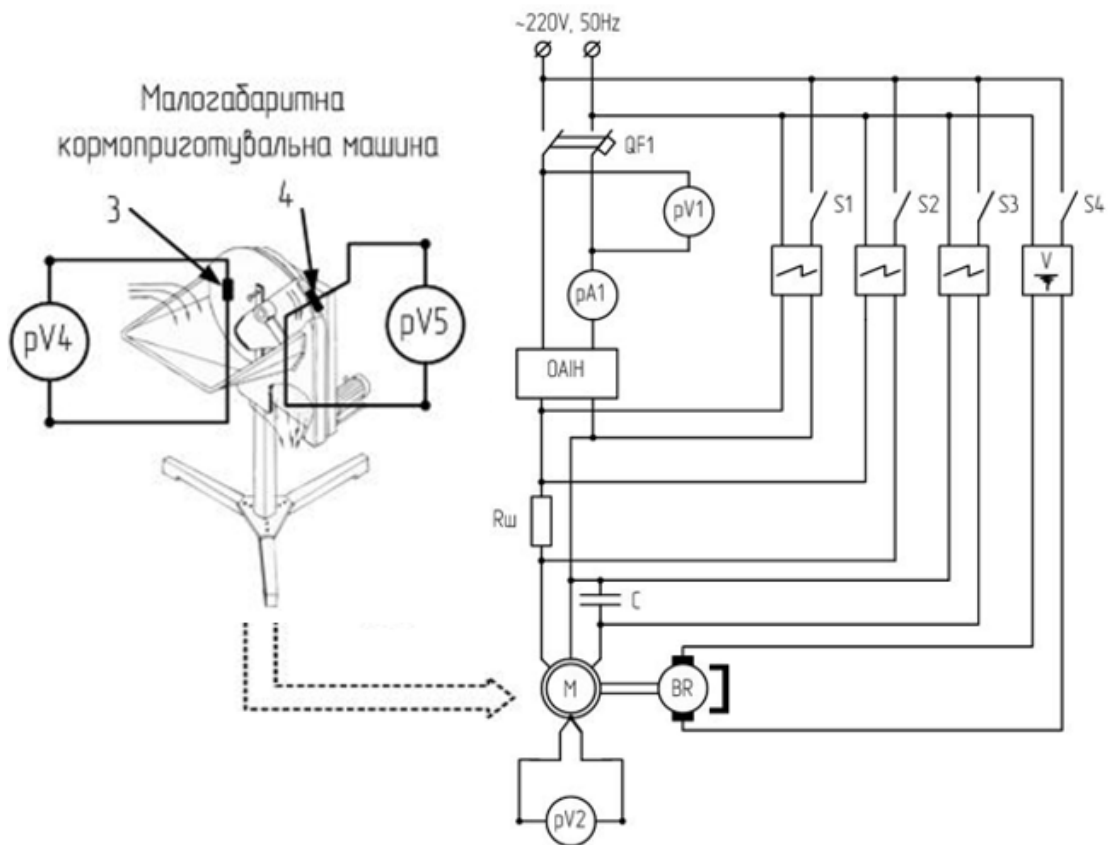 ~220V, 50Hz
Малогабаритна
кормоприготувальна машина
QF1
3
4
pV1
S1
S2
S3
S4
V
pA1
pV4
pV5
ОАІН
Rш
C
M
BR
pV2